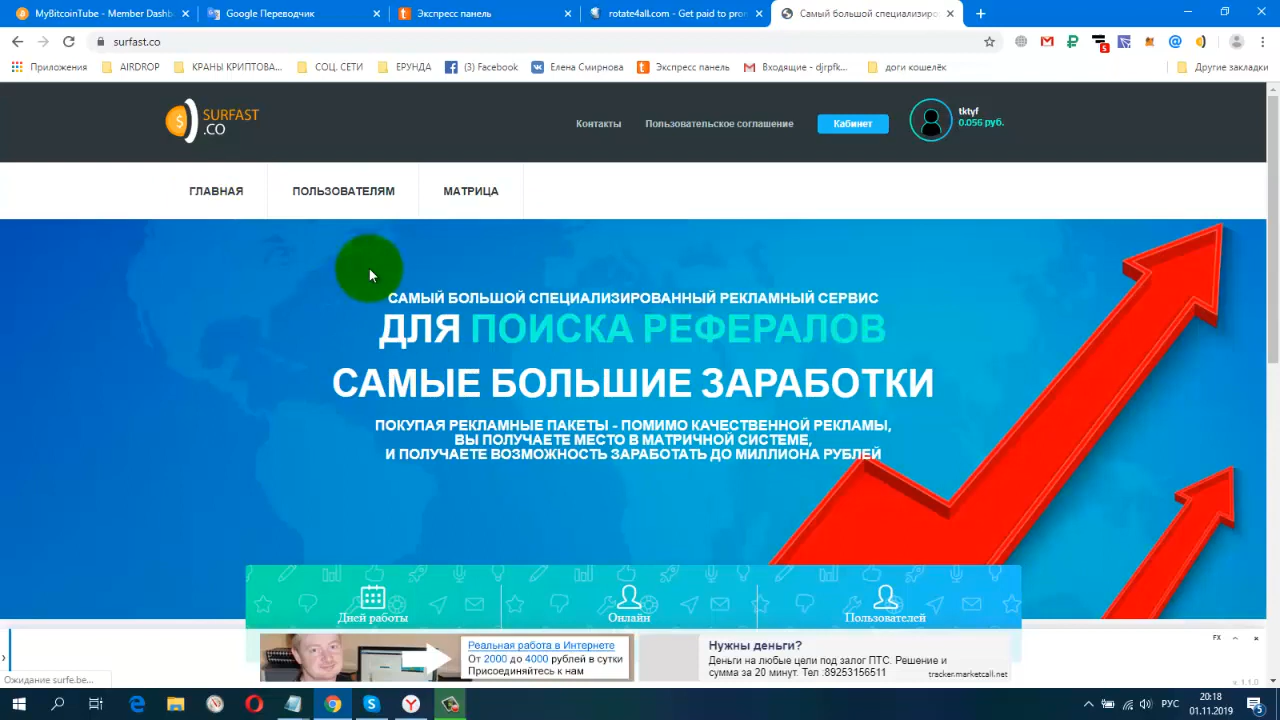 MyBitcoinTube - Member Dashb
Google Переводчик
Экспресс панель
rotate4all.com - Get paid to pron
Самый большой специализиро
surfast.co
Приложения
AIRDROP
КРАНЫ КРИПТОВА...
СОЦ. СЕТИ
ЕРУНДА
(3) Facebook
Елена Смирнова
Экспресс панель
Входящие - djrpfk...
доги кошелёк
Другие закладки
SURFAST
.CO
Контакты
Пользовательское соглашение
Кабинет
tktyf
0.056 руб.
ГЛАВНАЯ
ПОЛЬЗОВАТЕЛЯМ
МАТРИЦА
САМЫЙ БОЛЬШОЙ СПЕЦИАЛИЗИРОВАННЫЙ РЕКЛАМНЫЙ СЕРВИС
ДЛЯ ПОИСКА РЕФЕРАЛОВ
САМЫЕ БОЛЬШИЕ ЗАРАБОТКИ
ПОКУПАЯ РЕКЛАМНЫЕ ПАКЕТЫ - ПОМИМО КАЧЕСТВЕННОЙ РЕКЛАМЫ,
ВЫ ПОЛУЧАЕТЕ МЕСТО В МАТРИЧНОЙ СИСТЕМЕ,
И ПОЛУЧАЕТЕ ВОЗМОЖНОСТЬ ЗАРАБОТАТЬ ДО МИЛЛИОНА РУБЛЕЙ
Дней работы
Онлайн
Пользователей
Реальная работа в Интернете
От 2000 до 4000 рублей в сутки
Присоединяйтесь к нам
Нужны деньги?
Деньги на любые цели под залог ПТС. Решение и
сумма за 20 минут. Тел :89253156511
tracker.marketcall.net
FX
v. 1.1.0
Ожидание surfe.be...
РУС
20:18
01.11.2019